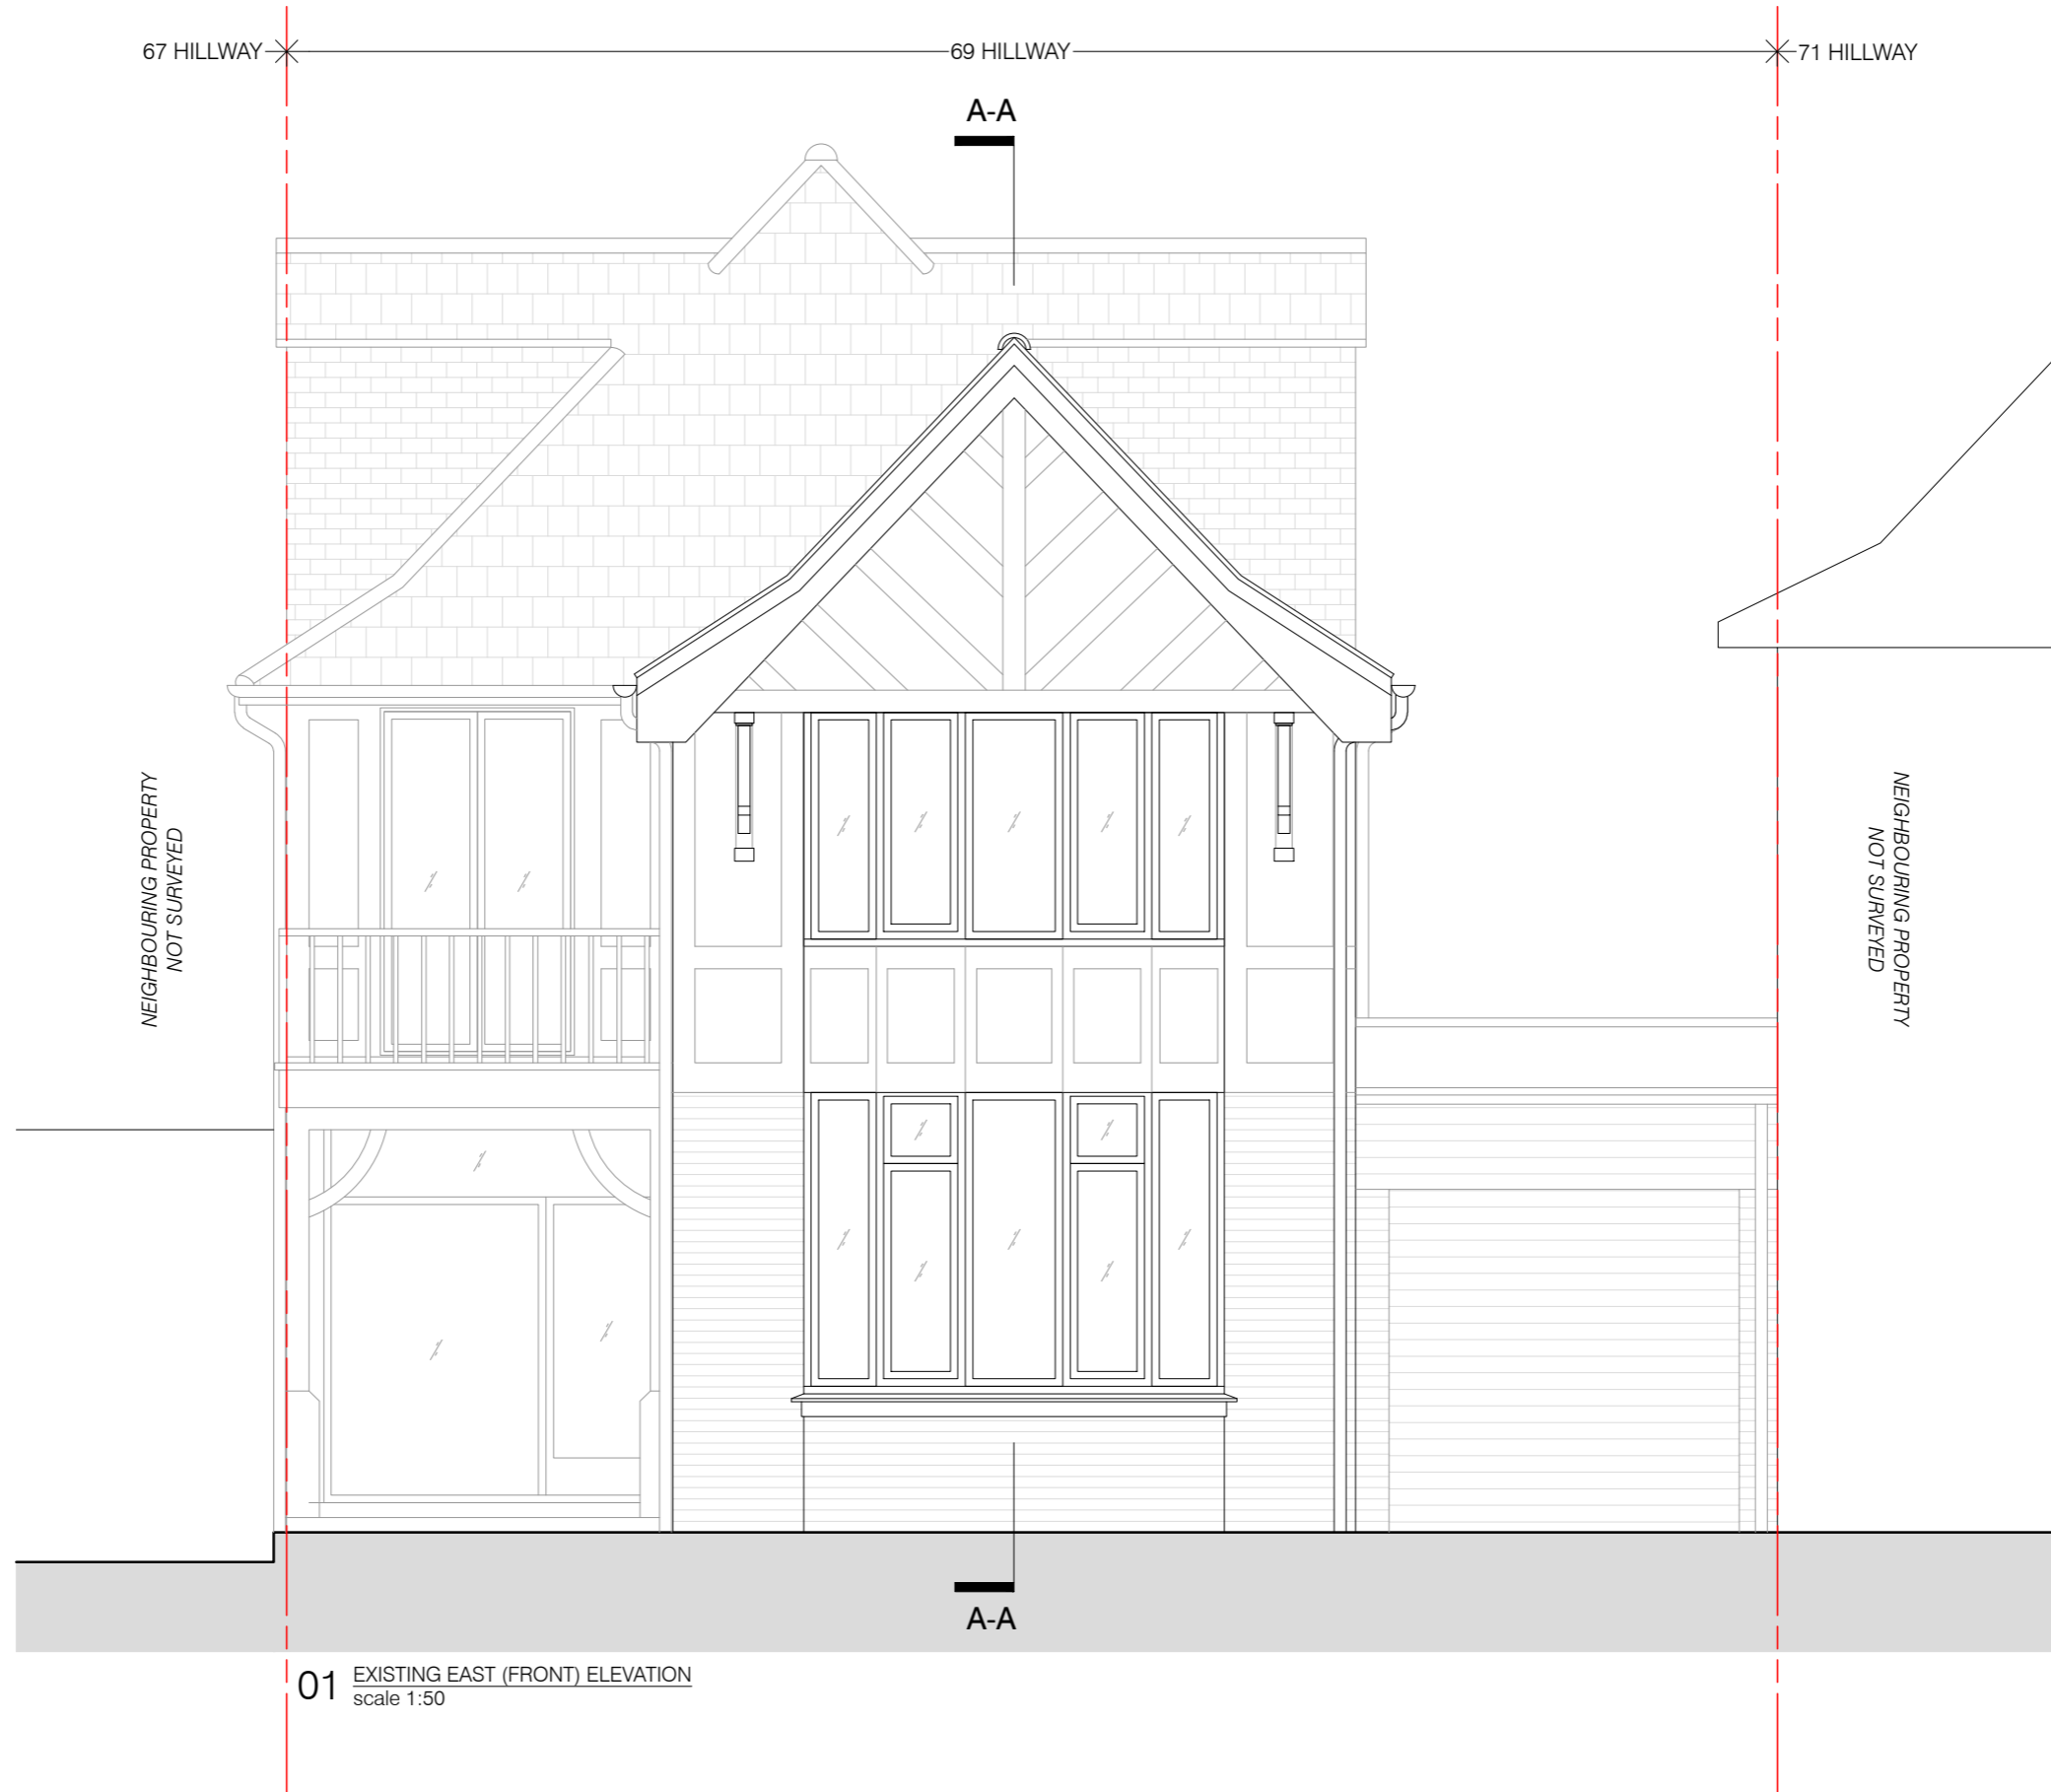 67 HILLWAY
69 HILLWAY
71 HILLWAY
A-A
NEIGHBOURING PROPERTY
NOT SURVEYED
NEIGHBOURING PROPERTY
NOT SURVEYED
A-A
01 EXISTING EAST (FRONT) ELEVATION
scale 1:50